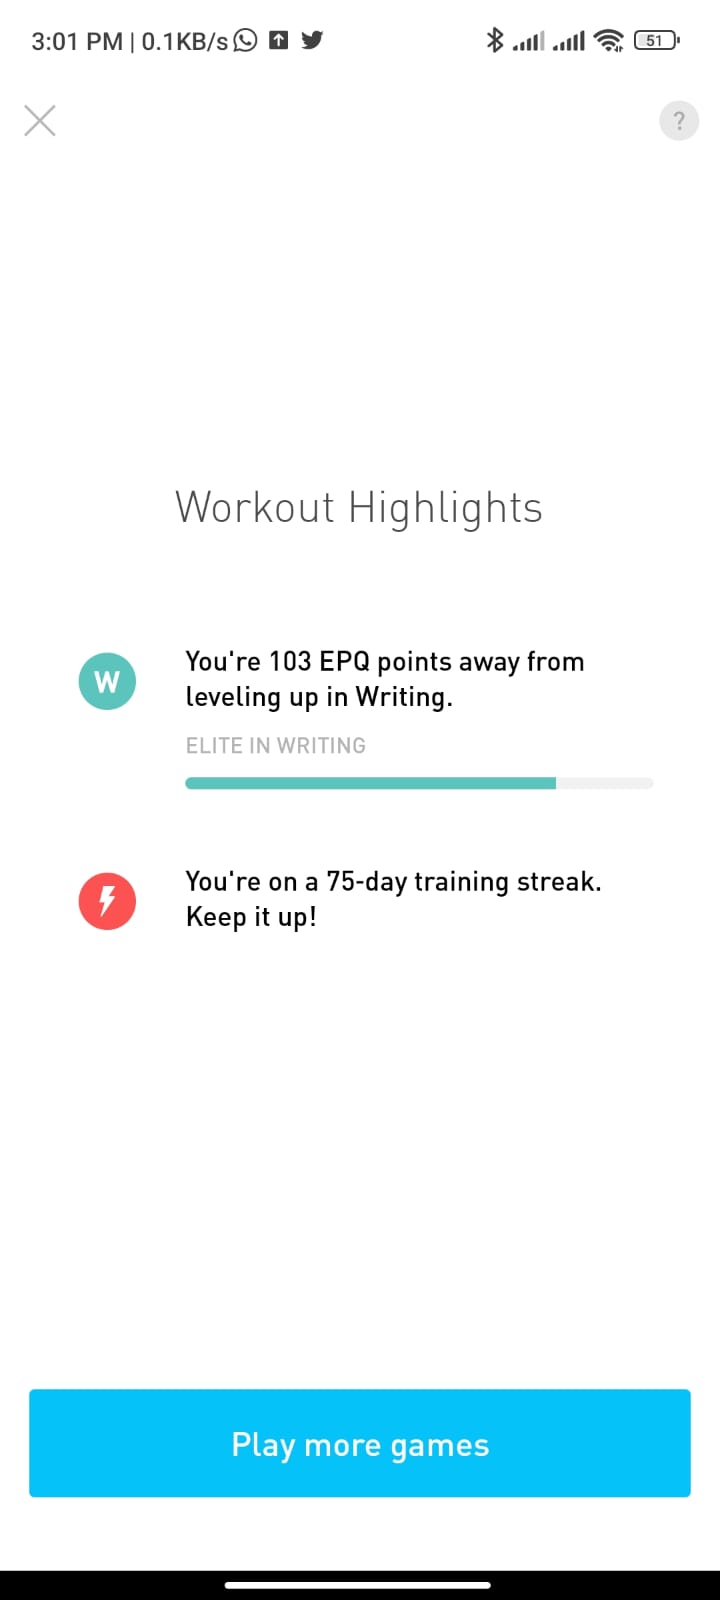 3:01 PM | 0.1KB/s 51
?
Workout Highlights
W
You're 103 EPQ points away from
leveling up in Writing.
ELITE IN WRITING
You're on a 75-day training streak.
Keep it up!
Play more games